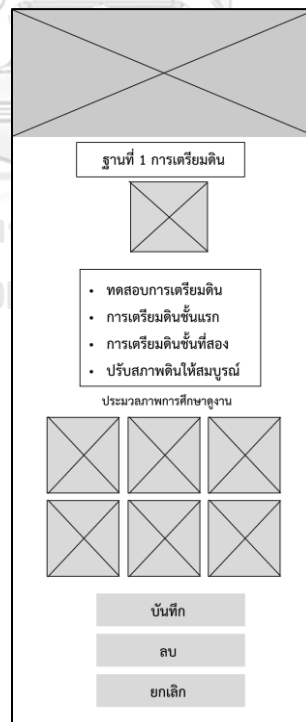 ฐานที่ 1 การเตรียมดิน
• ทดสอบการเตรียมดิน
• การเตรียมดินชั้นแรก
• การเตรียมดินชั้นที่สอง
• ปรับสภาพดินให้สมบูรณ์
ประมวลภาพการศึกษาดูงาน
บันทึก
ลบ
ยกเลิก